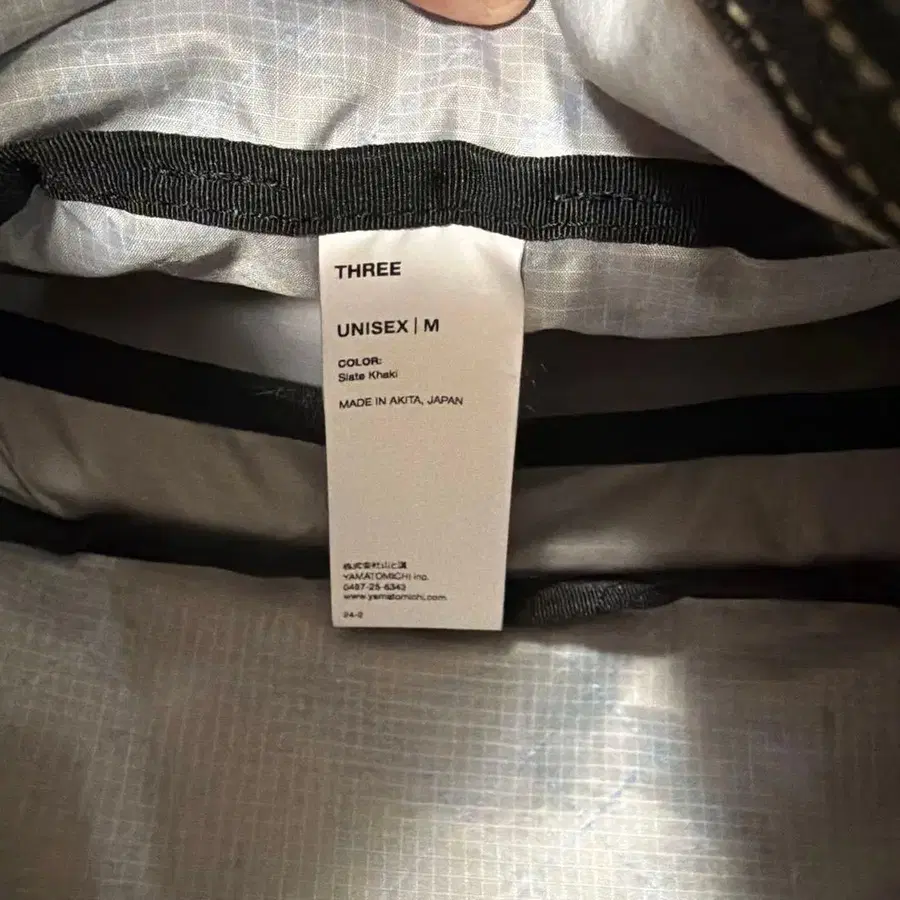 THREE
UNISEX | M
COLOR:
Slate Khaki
MADE IN AKITA, JAPAN
株式会社山と道
YAMATOMICHI inc.
0467-25-6343
www.yamatomichi.com
24-2